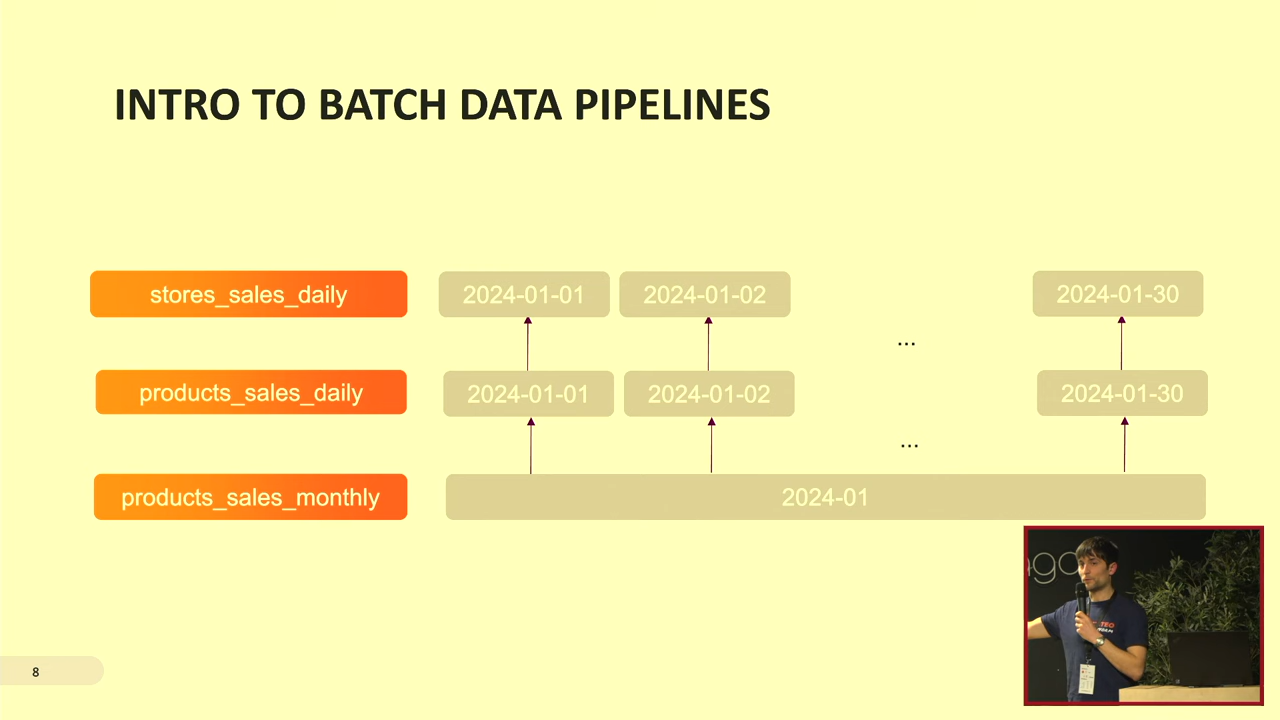 INTRO TO BATCH DATA PIPELINES
stores_sales_daily 2024-01-01 2024-01-02 2024-01-30
...
products_sales_daily 2024-01-01 2024-01-02 2024-01-30
...
products_sales_monthly 2024-01
8